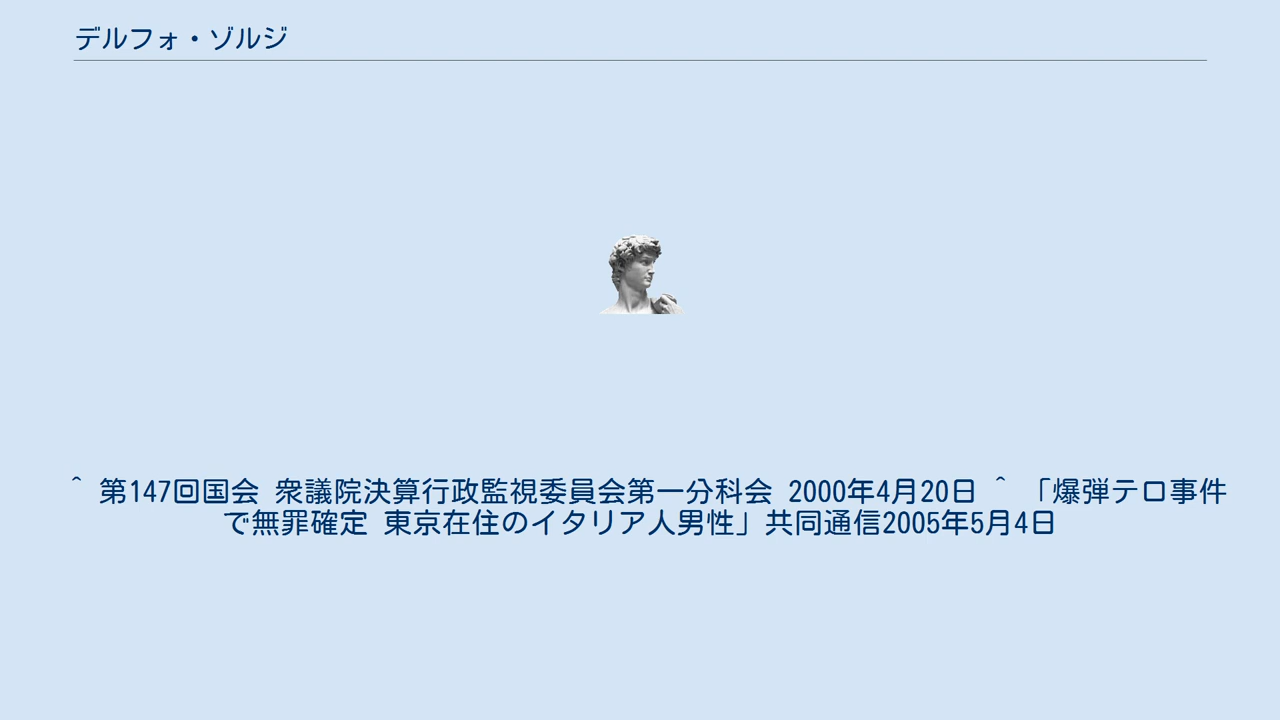 デルフォ・ゾルジ
^ 第147回国会 衆議院決算行政監視委員会第一分科会 2000年4月20日 ^ 「爆弾テロ事件
で無罪確定 東京在住のイタリア人男性」共同通信2005年5月4日